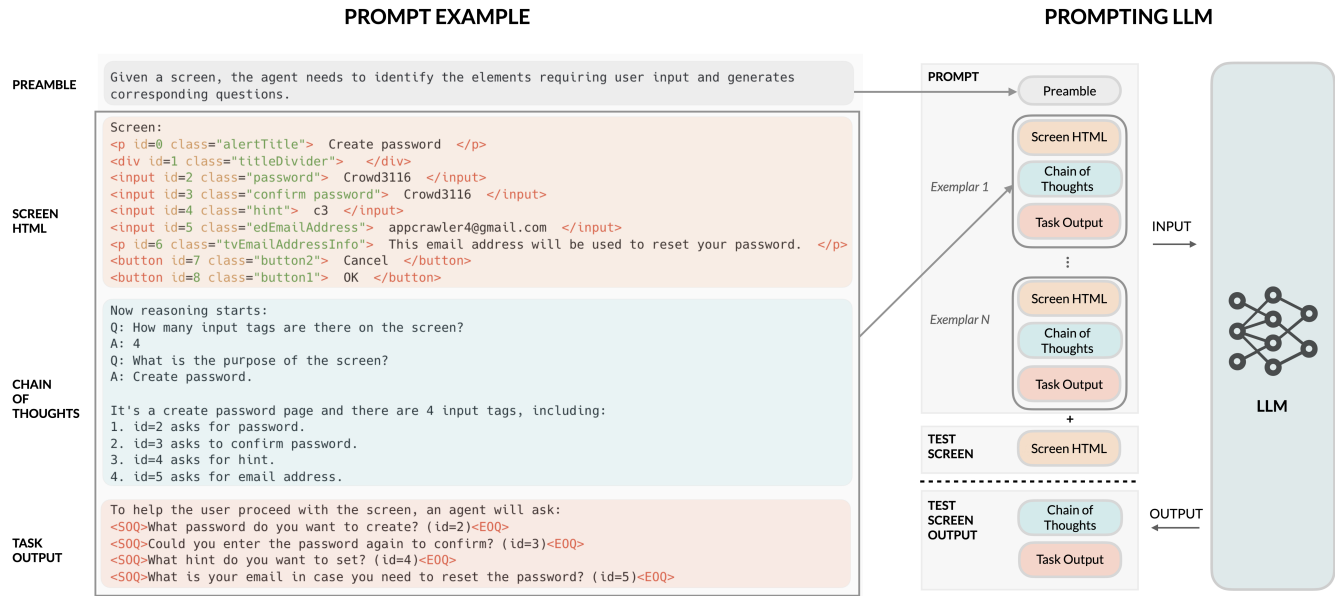 PROMPT EXAMPLE
PREAMBLE
Given a screen, the agent needs to identify the elements requiring user input and generates
corresponding questions.
SCREEN
HTML
Screen:
<p id=0 class="alertTitle">  Create password  </p>
<div id=1 class="titleDivider">   </div>
<input id=2 class="password">  Crowd3116  </input>
<input id=3 class="confirm password">  Crowd3116  </input>
<input id=4 class="hint">  c3  </input>
<input id=5 class="edEmailAddress">  appcrawler4@gmail.com  </input>
<p id=6 class="tvEmailAddressInfo">  This email address will be used to reset your password.  </p>
<button id=7 class="button2">  Cancel  </button>
<button id=8 class="button1">  OK  </button>
CHAIN
OF
THOUGHTS
Now reasoning starts:
Q: How many input tags are there on the screen?
A: 4
Q: What is the purpose of the screen?
A: Create password.
It's a create password page and there are 4 input tags, including:
1. id=2 asks for password.
2. id=3 asks to confirm password.
3. id=4 asks for hint.
4. id=5 asks for email address.
TASK
OUTPUT
To help the user proceed with the screen, an agent will ask:
<SOQ>What password do you want to create? (id=2)<EOQ>
<SOQ>Could you enter the password again to confirm? (id=3)<EOQ>
<SOQ>What hint do you want to set? (id=4)<EOQ>
<SOQ>What is your email in case you need to reset the password? (id=5)<EOQ>
PROMPTING LLM
PROMPT
Preamble
Exemplar 1
Screen HTML
Chain of
Thoughts
Task Output
⋮
Exemplar N
Screen HTML
Chain of
Thoughts
Task Output
+
TEST
SCREEN
Screen HTML
TEST
SCREEN
OUTPUT
Chain of
Thoughts
Task Output
INPUT
OUTPUT
LLM